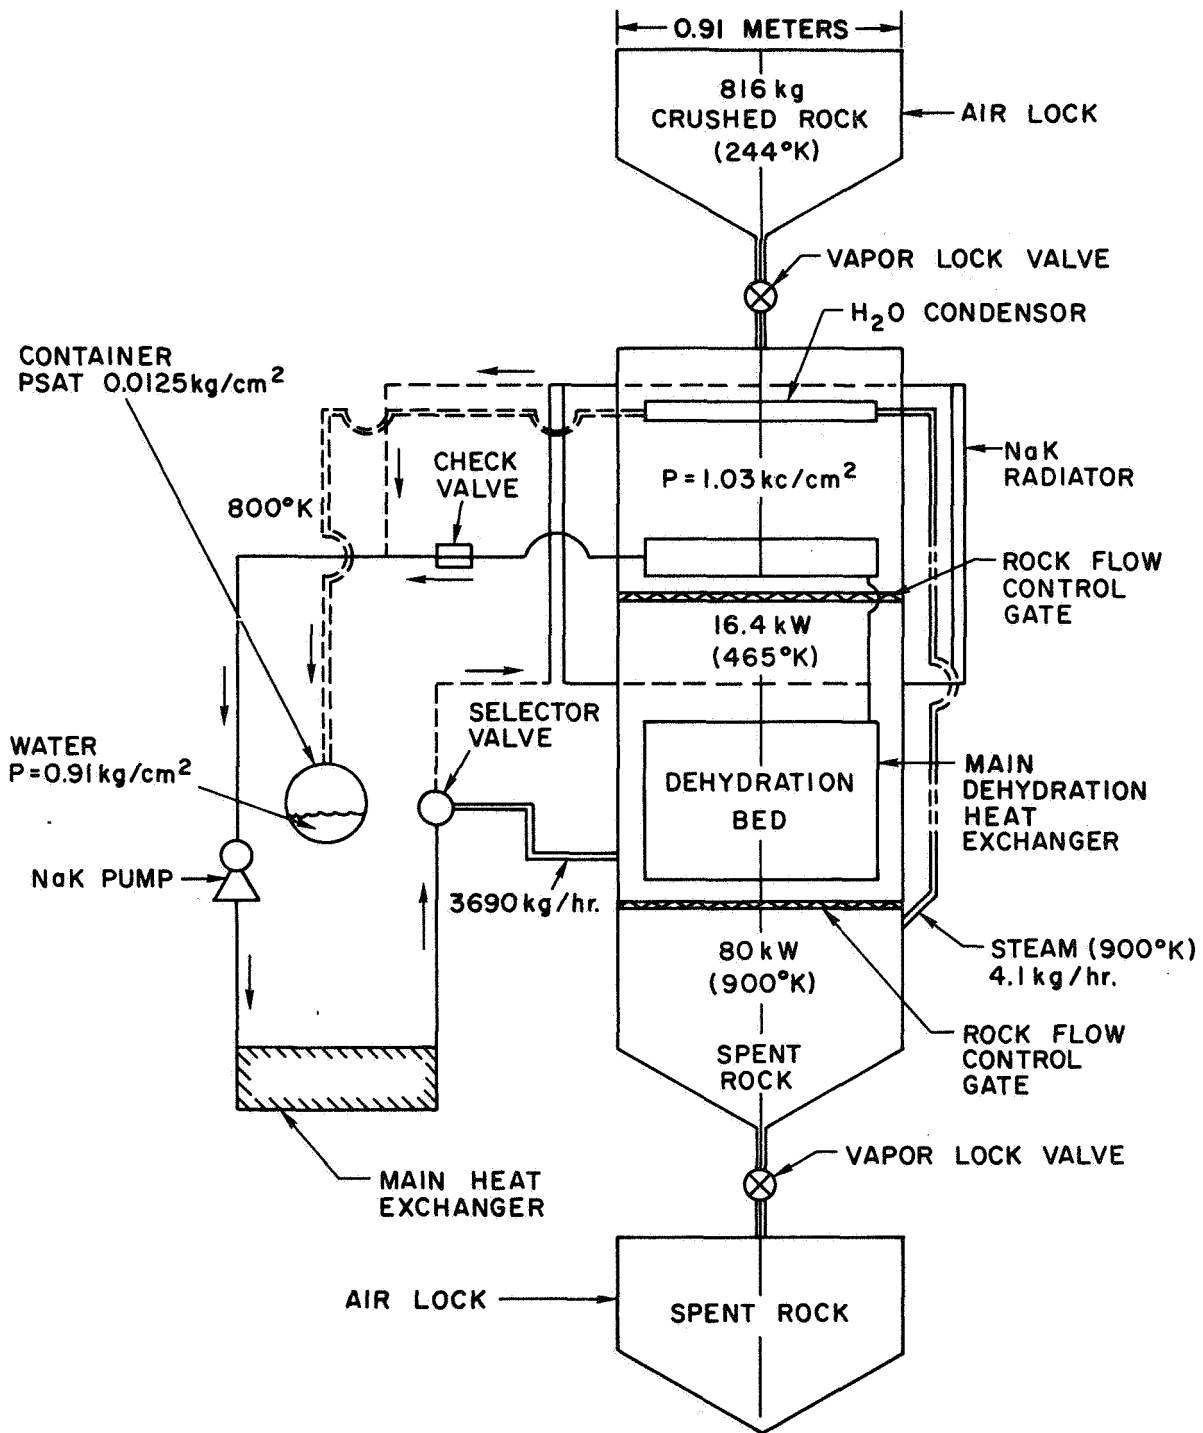 0.91 METERS
816 kg
CRUSHED ROCK
(244°K)
AIR LOCK
VAPOR LOCK VALVE
H₂O CONDENSOR
CONTAINER
PSAT 0.0125kg/cm²
CHECK
VALVE
P=1.03 kc/cm²
NaK
RADIATOR
800°K
ROCK FLOW
CONTROL
GATE
16.4 kW
(465°K)
SELECTOR
VALVE
WATER
P=0.91kg/cm²
DEHYDRATION
BED
MAIN
DEHYDRATION
HEAT
EXCHANGER
NaK PUMP
3690kg/hr.
80 kW
(900°K)
STEAM (900°K)
4.1 kg/hr.
SPENT
ROCK
ROCK FLOW
CONTROL
GATE
MAIN HEAT
EXCHANGER
VAPOR LOCK VALVE
AIR LOCK
SPENT ROCK